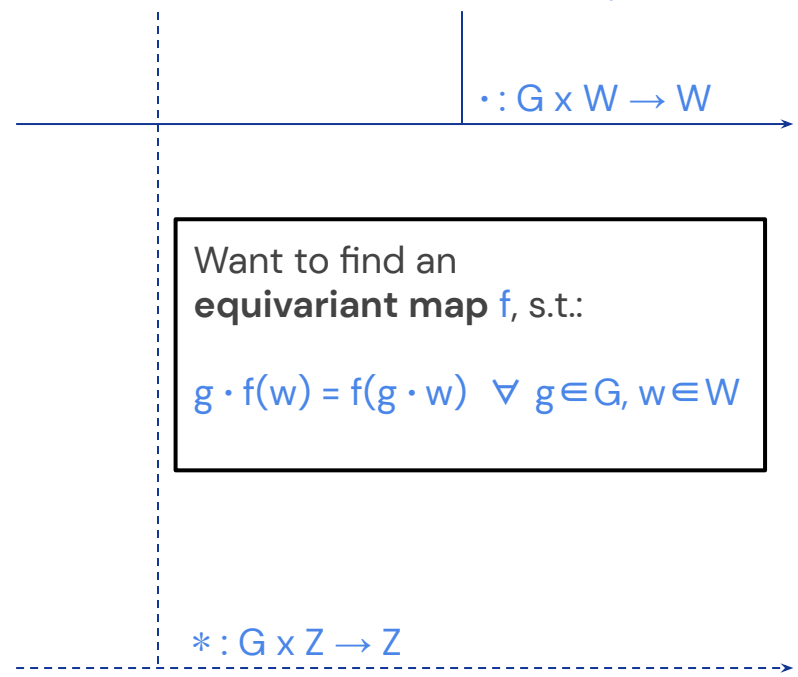 · : G x W → W
Want to find an
equivariant map f, s.t.:
g · f(w) = f(g · w) ∀ g∈G, w∈W
* : G x Z → Z